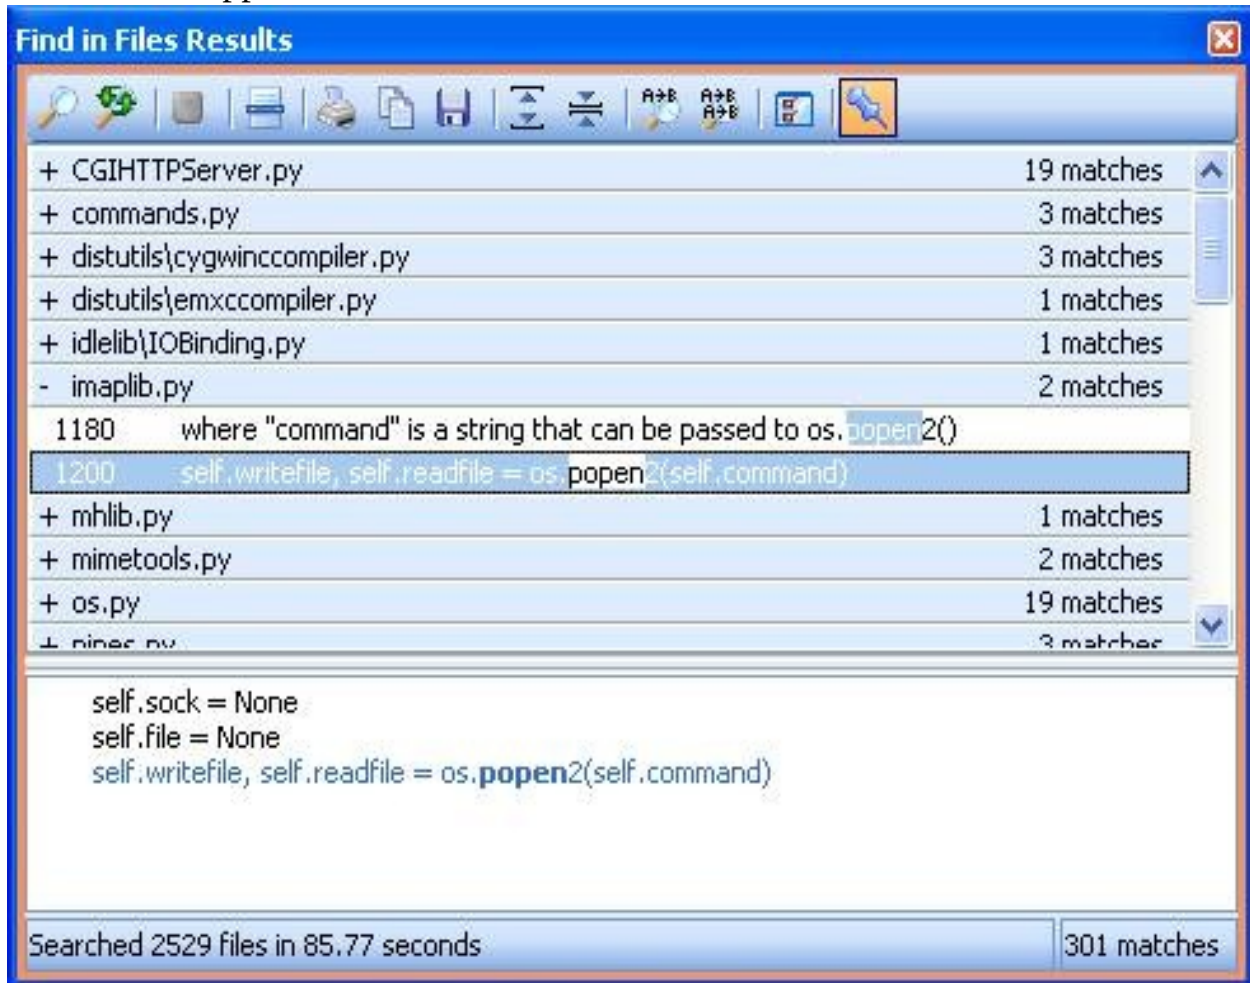 Find in Files Results
A→B A→B
A→B
+ CGIHTTPServer.py 19 matches
+ commands.py 3 matches
+ distutils\cygwinccompiler.py 3 matches
+ distutils\emxccompiler.py 1 matches
+ idlelib\IOBinding.py 1 matches
- imaplib.py 2 matches
1180 where "command" is a string that can be passed to os.popen2()
1200 self.writefile, self.readfile = os.popen2(self.command)
+ mhlib.py 1 matches
+ mimetools.py 2 matches
+ os.py 19 matches
+ pipes.py 3 matches
self.sock = None
self.file = None
self.writefile, self.readfile = os.popen2(self.command)
Searched 2529 files in 85.77 seconds 301 matches